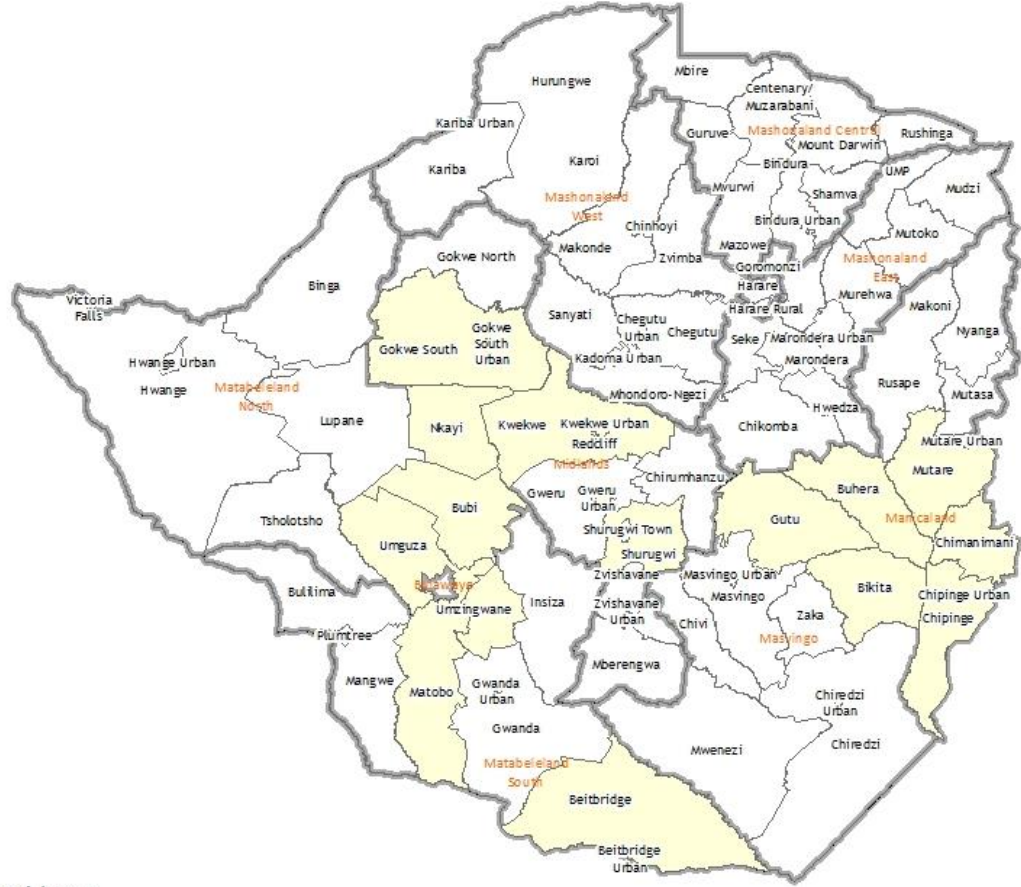 Mbire
Hurungwe
Centenary/
Muzarabani
Kariba Urban
Guruve
Mashonaland Central
Rushinga
Mount Darwin
Karoi
Bindura
Kariba
UMP
Mvurwi
Shamva
Mudzi
Mashonaland
West
Chinhoyi
Bindura Urban
Mutoko
Makonde
Mazowe
Gokwe North
Zvimba
Mashonaland
East
Goromonzi
Binga
Harare
Murehwa
Victoria
Falls
Harare Rural
Makoni
Sanyati
Chegutu
Urban
Chegutu
Gokwe
South
Urban
Nyanga
Seke
Marondera Urban
Gokwe South
Kadoma Urban
Marondera
Hwange Urban
Hwange
Matabeleland
North
Rusape
Mutasa
Mhondoro-Ngezi
Hwedza
Lupane
Nkayi
Kwekwe
Kwekwe Urban
Chikomba
Redcliff
Mutare Urban
Midlands
Mutare
Chirumhanzu
Gweru
Gweru
Urban
Buhera
Bubi
Tsholotsho
Gutu
Manicaland
Shurugwi Town
Umguza
Chimanimani
Shurugwi
Zvishavane
Masvingo Urban
Bulilima
Masvingo
Bikita
Chipinge Urban
Umzingwane
Insiza
Zvishavane
Urban
Zaka
Chipinge
Chivi
Plumtree
Masvingo
Mberengwa
Mangwe
Matobo
Gwanda
Urban
Chiredzi
Urban
Gwanda
Chiredzi
Mwenezi
Matabeleland
South
Beitbridge
Beitbridge
Urban